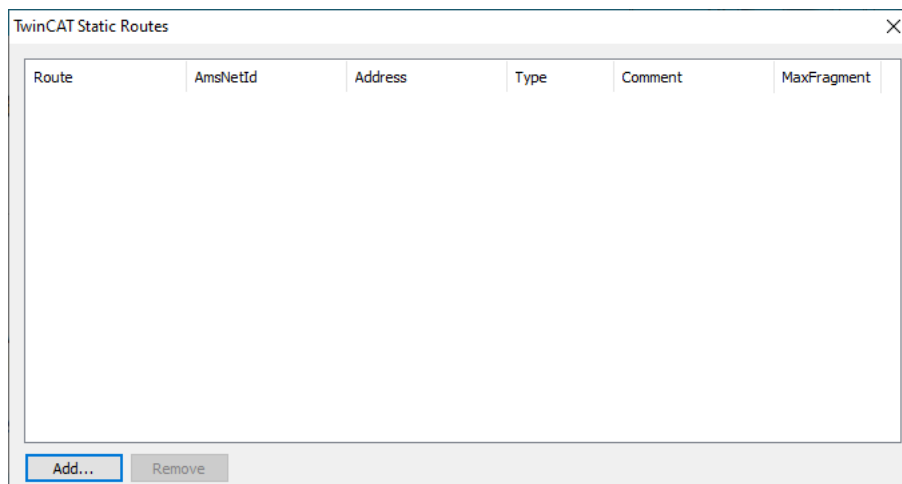 TwinCAT Static Routes
Route AmsNetId Address Type Comment MaxFragment
Add... Remove